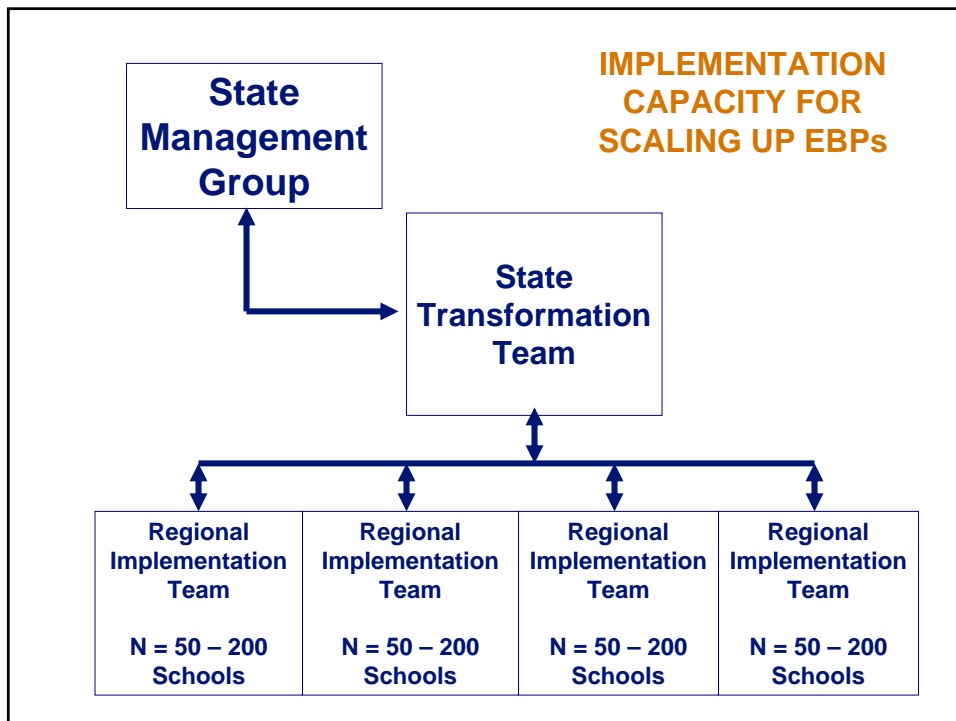 State
Management
Group
IMPLEMENTATION
CAPACITY FOR
SCALING UP EBPs
State
Transformation
Team
Regional
Implementation
Team
N = 50 – 200
Schools
Regional
Implementation
Team
N = 50 – 200
Schools
Regional
Implementation
Team
N = 50 – 200
Schools
Regional
Implementation
Team
N = 50 – 200
Schools